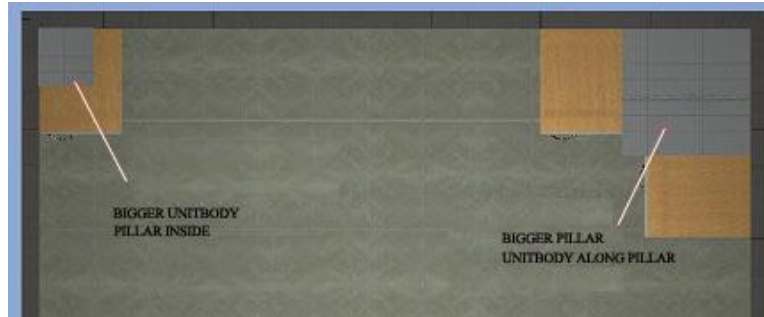 BIGGER UNITBODY
PILLAR INSIDE
BIGGER PILLAR
UNITBODY ALONG PILLAR